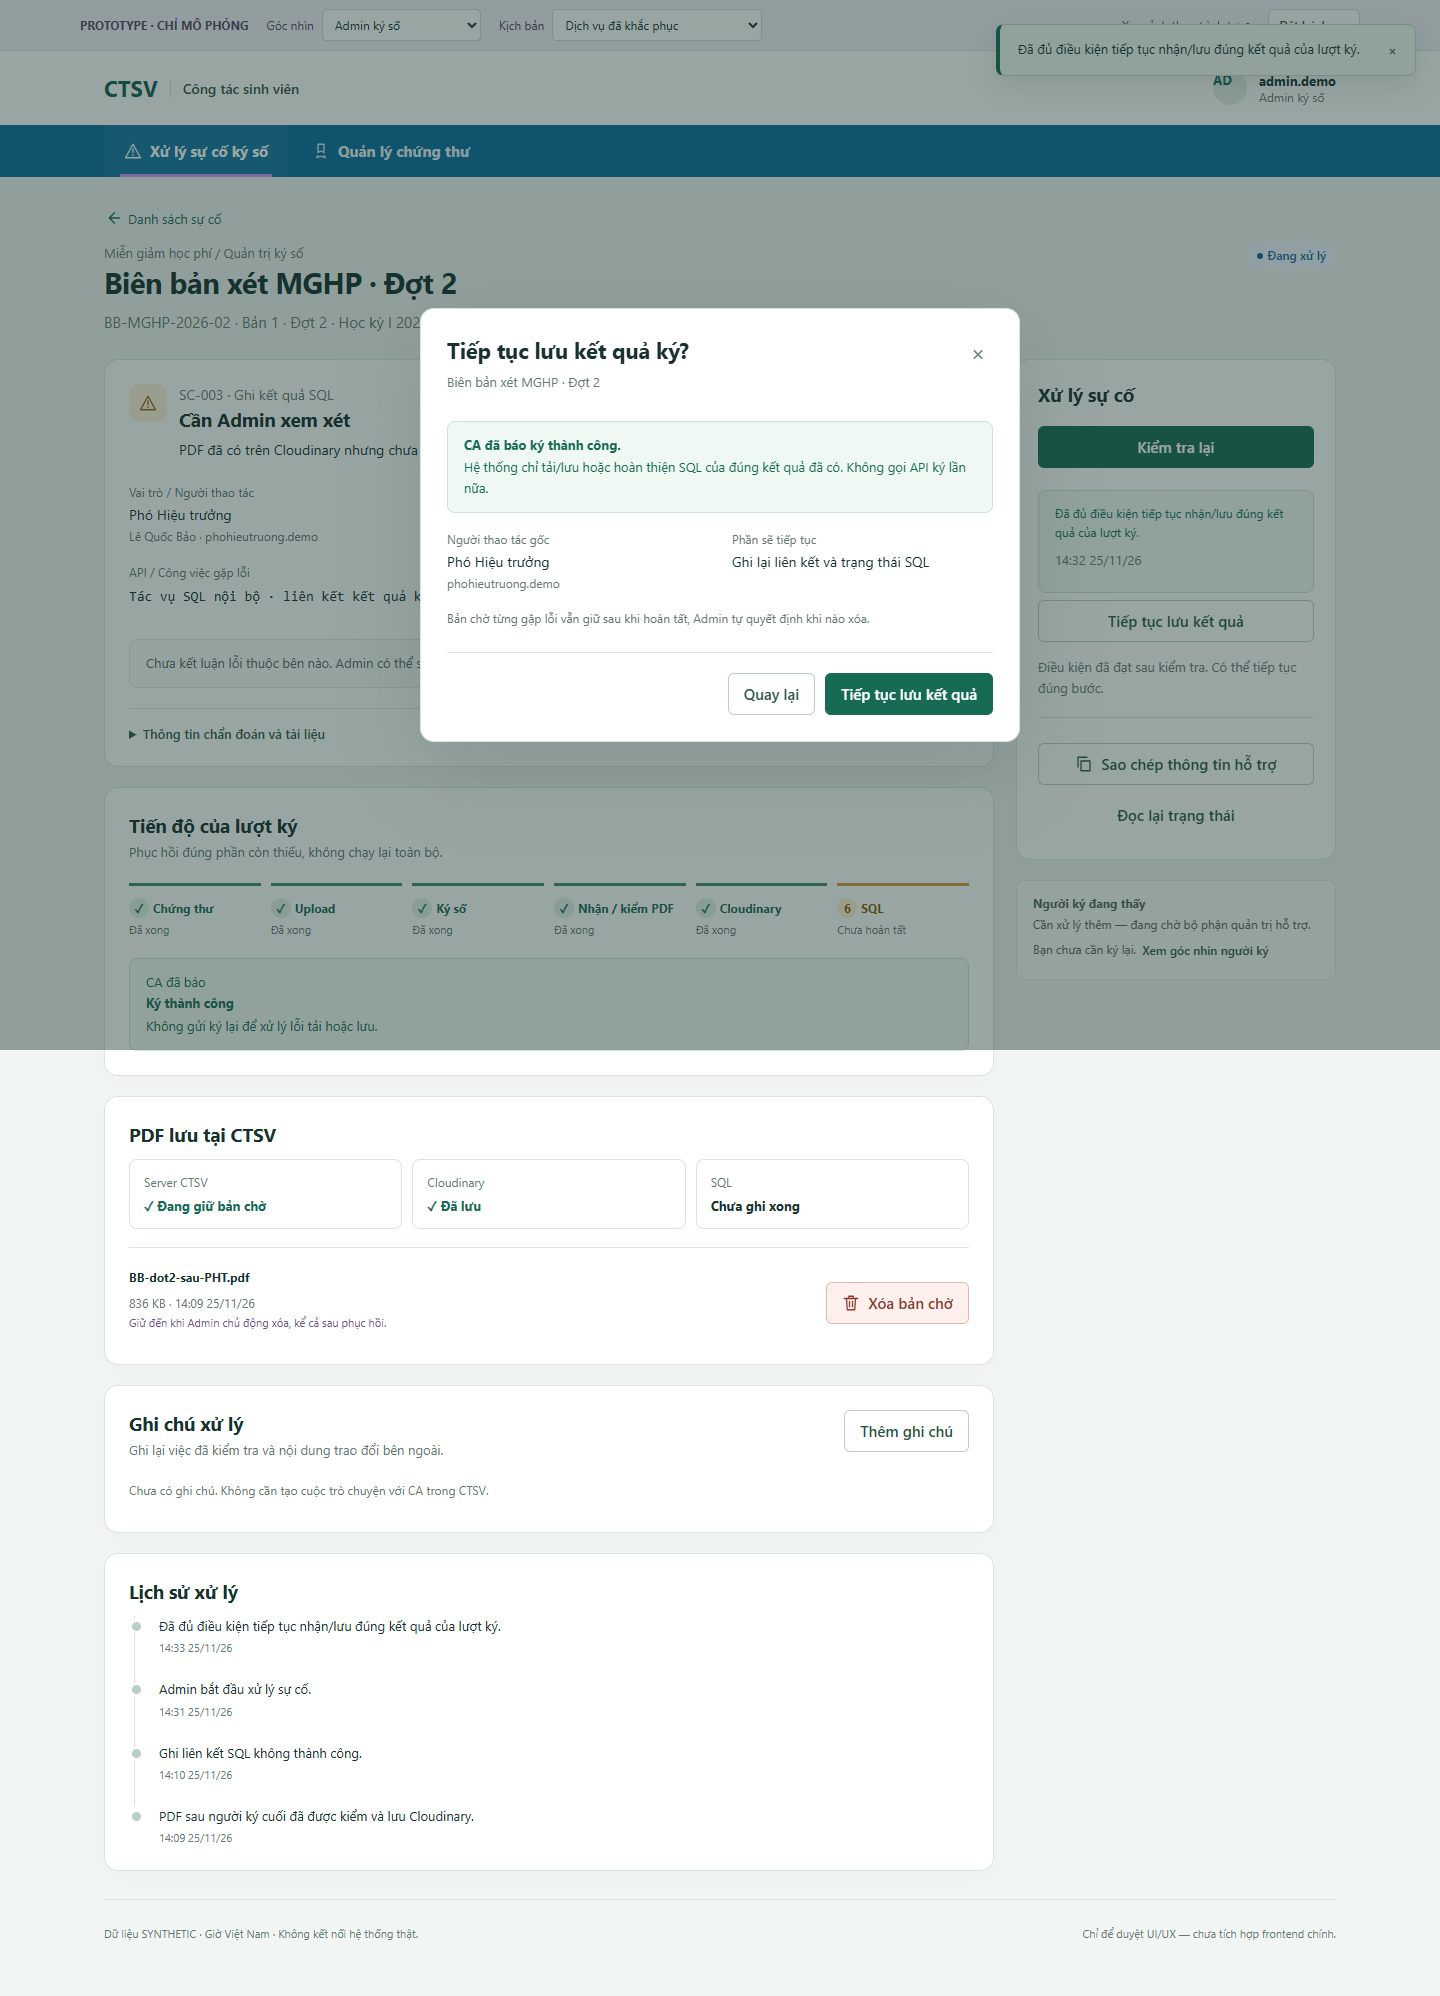 PROTOTYPE · CHỈ MÔ PHỎNG
Góc nhìn
Admin ký số
Kịch bản
Dịch vụ đã khắc phục
Đã đủ điều kiện tiếp tục nhận/lưu đúng kết quả của lượt ký.
×
CTSV
Công tác sinh viên
AD
admin.demo
Admin ký số
Xử lý sự cố ký số
Quản lý chứng thư
Danh sách sự cố
Miễn giảm học phí / Quản trị ký số
Biên bản xét MGHP · Đợt 2
Đang xử lý
BB-MGHP-2026-02 · Bản 1 · Đợt 2 · Học kỳ I 202
SC-003 · Ghi kết quả SQL
Cần Admin xem xét
PDF đã có trên Cloudinary nhưng chưa
Vai trò / Người thao tác
Phó Hiệu trưởng
Lê Quốc Bảo · phohieutruong.demo
API / Công việc gặp lỗi
Tác vụ SQL nội bộ · liên kết kết quả k
Chưa kết luận lỗi thuộc bên nào. Admin có thể s
Thông tin chẩn đoán và tài liệu
Tiếp tục lưu kết quả ký?
×
Biên bản xét MGHP · Đợt 2
CA đã báo ký thành công.
Hệ thống chỉ tải/lưu hoặc hoàn thiện SQL của đúng kết quả đã có. Không gọi API ký lần
nữa.
Người thao tác gốc
Phó Hiệu trưởng
phohieutruong.demo
Phần sẽ tiếp tục
Ghi lại liên kết và trạng thái SQL
Bản chờ từng gặp lỗi vẫn giữ sau khi hoàn tất, Admin tự quyết định khi nào xóa.
Quay lại
Tiếp tục lưu kết quả
Xử lý sự cố
Kiểm tra lại
Đã đủ điều kiện tiếp tục nhận/lưu đúng kết
quả của lượt ký.
14:32 25/11/26
Tiếp tục lưu kết quả
Điều kiện đã đạt sau kiểm tra. Có thể tiếp tục
đúng bước.
Sao chép thông tin hỗ trợ
Đọc lại trạng thái
Người ký đang thấy
Cần xử lý thêm — đang chờ bộ phận quản trị hỗ trợ.
Bạn chưa cần ký lại. Xem góc nhìn người ký
Tiến độ của lượt ký
Phục hồi đúng phần còn thiếu, không chạy lại toàn bộ.
✓ Chứng thư
Đã xong
✓ Upload
Đã xong
✓ Ký số
Đã xong
✓ Nhận / kiểm PDF
Đã xong
✓ Cloudinary
Đã xong
6 SQL
Chưa hoàn tất
CA đã báo
Ký thành công
Không gửi ký lại để xử lý lỗi tải hoặc lưu.
PDF lưu tại CTSV
Server CTSV
✓ Đang giữ bản chờ
Cloudinary
✓ Đã lưu
SQL
Chưa ghi xong
BB-dot2-sau-PHT.pdf
836 KB · 14:09 25/11/26
Giữ đến khi Admin chủ động xóa, kể cả sau phục hồi.
Xóa bản chờ
Ghi chú xử lý
Ghi lại việc đã kiểm tra và nội dung trao đổi bên ngoài.
Thêm ghi chú
Chưa có ghi chú. Không cần tạo cuộc trò chuyện với CA trong CTSV.
Lịch sử xử lý
Đã đủ điều kiện tiếp tục nhận/lưu đúng kết quả của lượt ký.
14:33 25/11/26
Admin bắt đầu xử lý sự cố.
14:31 25/11/26
Ghi liên kết SQL không thành công.
14:10 25/11/26
PDF sau người ký cuối đã được kiểm và lưu Cloudinary.
14:09 25/11/26
Dữ liệu SYNTHETIC · Giờ Việt Nam · Không kết nối hệ thống thật.
Chỉ để duyệt UI/UX — chưa tích hợp frontend chính.